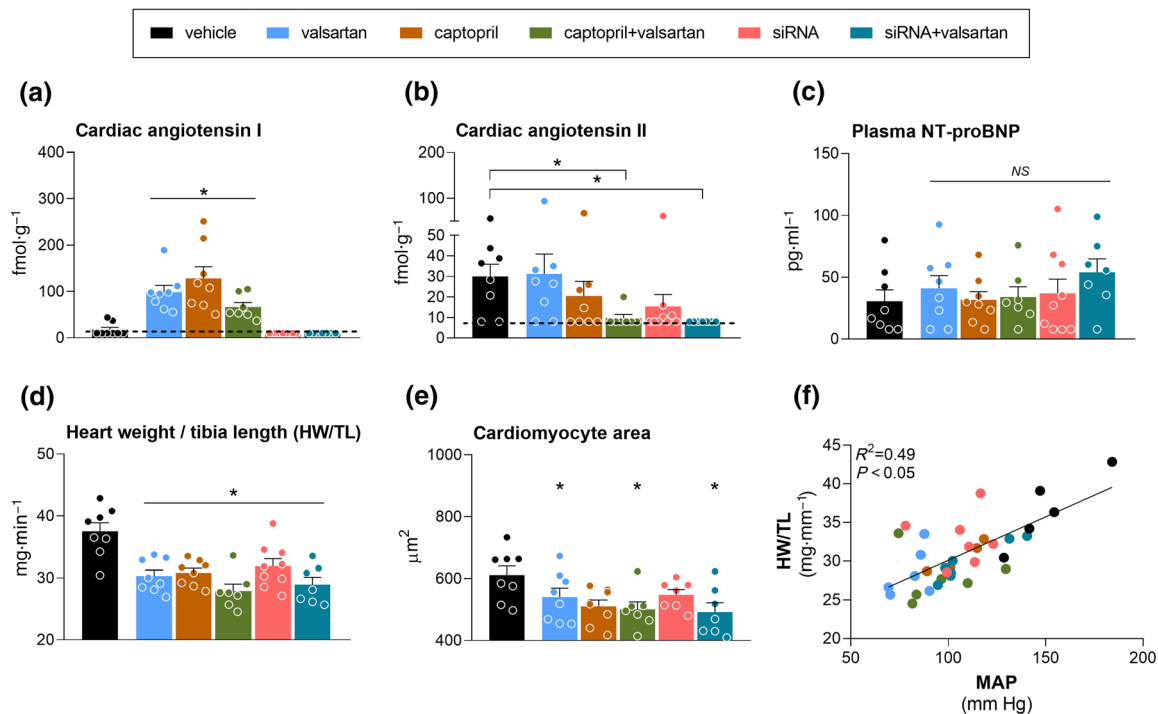 vehicle valsartan captopril captopril+valsartan siRNA siRNA+valsartan
(a)
Cardiac angiotensin I
fmol·g⁻¹
400
300
200
100
0
*
(b)
Cardiac angiotensin II
fmol·g⁻¹
200
100
50
40
30
20
10
0
*
*
(c)
Plasma NT-proBNP
pg·ml⁻¹
150
100
50
0
NS
(d)
Heart weight / tibia length (HW/TL)
mg·min⁻¹
50
40
30
20
*
(e)
Cardiomyocyte area
μm²
1000
800
600
400
* * *
(f)
R²=0.49
P<0.05
HW/TL
(mg·mm⁻¹)
45
40
35
30
25
20
50 100 150 200
MAP
(mm Hg)